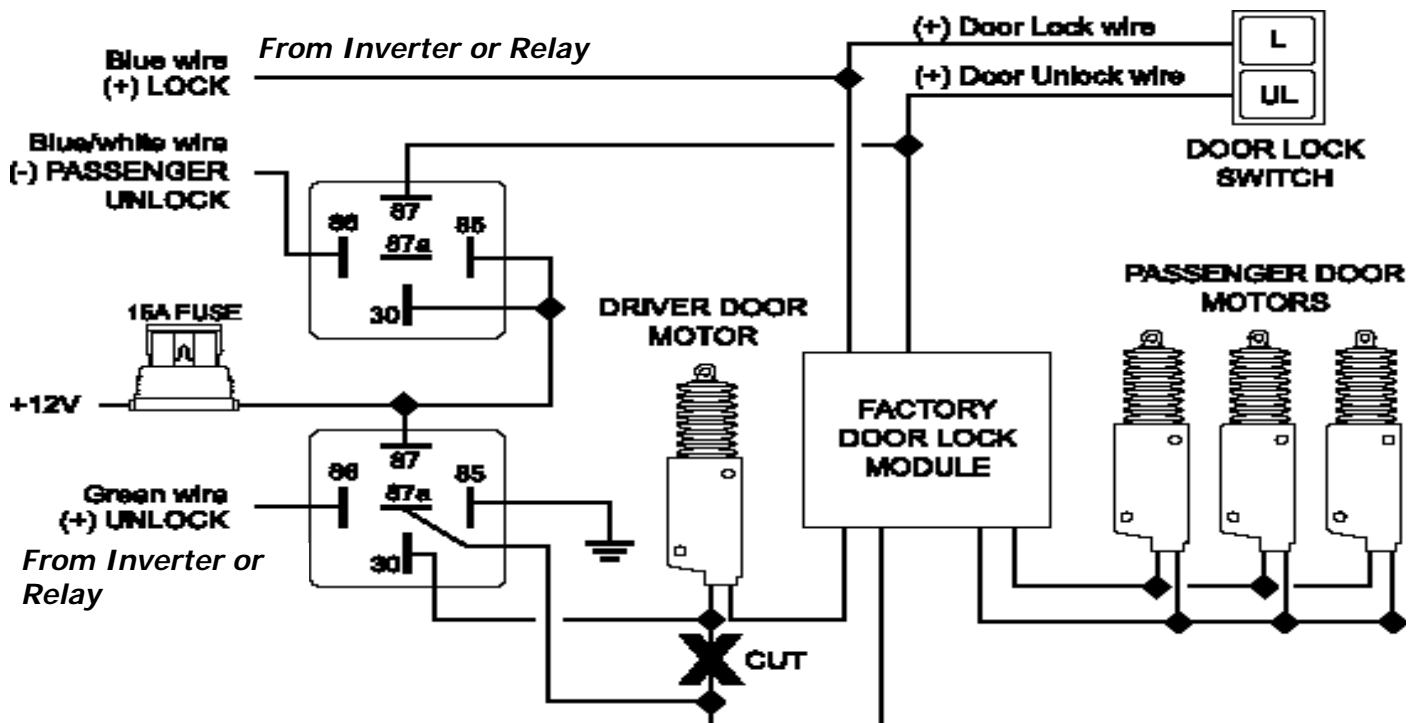 From Inverter or Relay
Blue wire
(+) LOCK
(+) Door Lock wire
L
(+) Door Unlock wire
UL
DOOR LOCK
SWITCH
Blue/white wire
(-) PASSENGER
UNLOCK
87
86
85
87a
30
15A FUSE
+12V
DRIVER DOOR
MOTOR
PASSENGER DOOR
MOTORS
FACTORY
DOOR LOCK
MODULE
87
86
85
87a
30
Green wire
(+) UNLOCK
From Inverter or
Relay
CUT